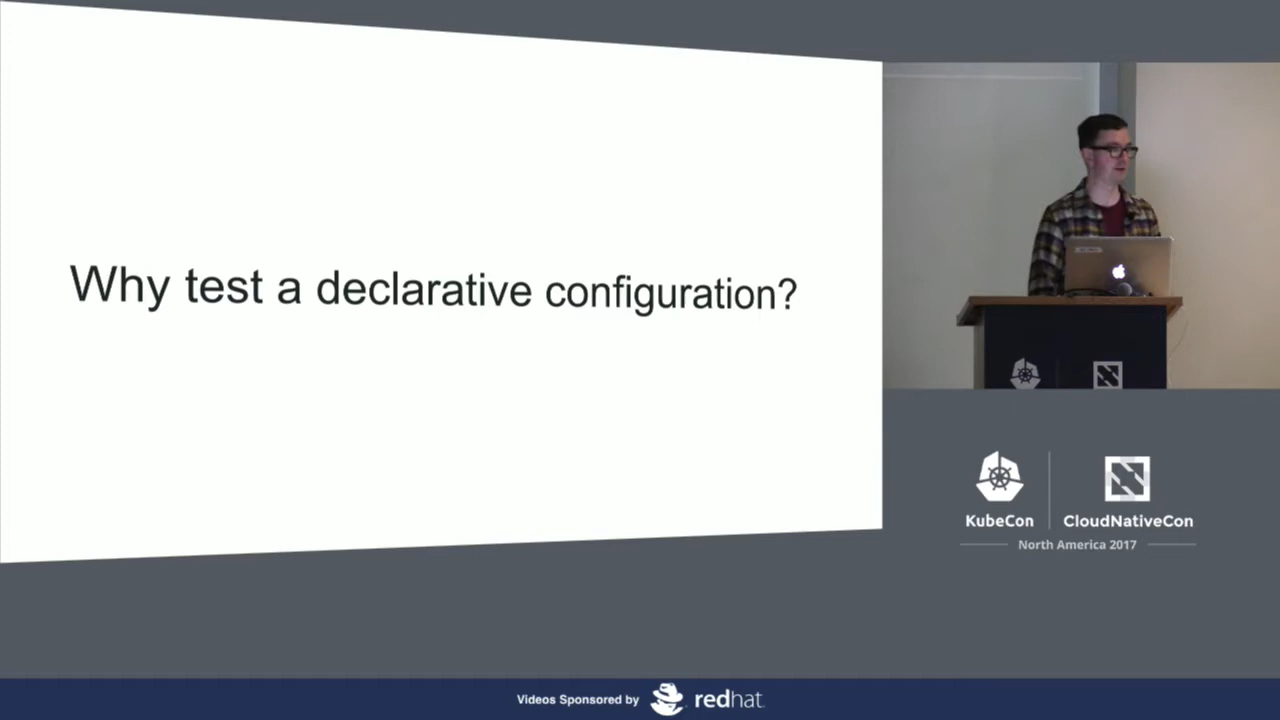 Why test a declarative configuration?
KubeCon
CloudNativeCon
North America 2017
Videos Sponsored by redhat.